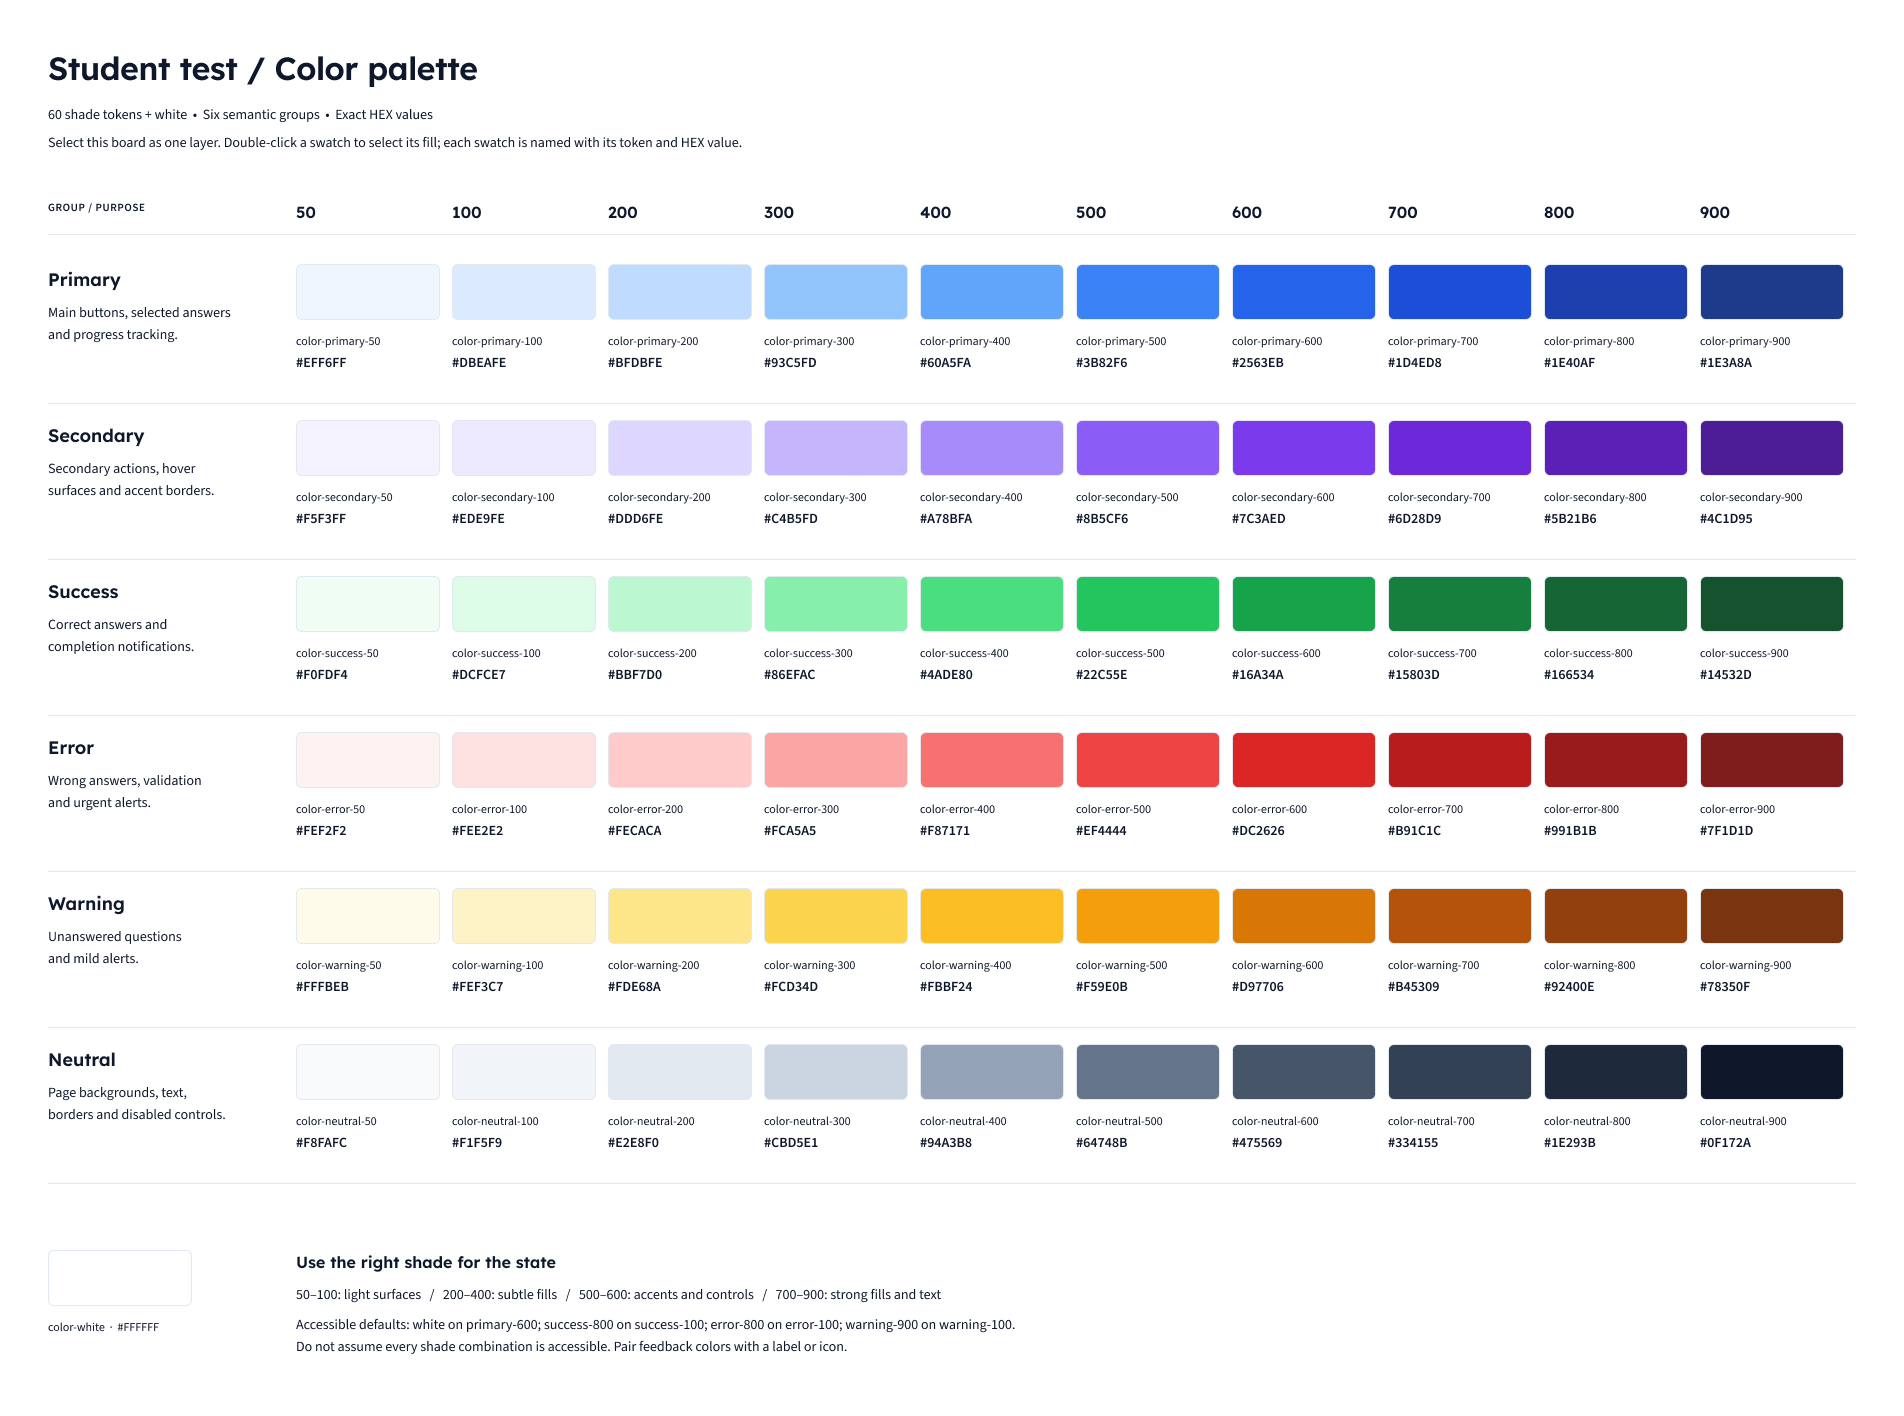 Student test / Color palette
60 shade tokens + white • Six semantic groups • Exact HEX values
Select this board as one layer. Double-click a swatch to select its fill; each swatch is named with its token and HEX value.
GROUP / PURPOSE 50 100 200 300 400 500 600 700 800 900
Primary
Main buttons, selected answers
and progress tracking.
color-primary-50 color-primary-100 color-primary-200 color-primary-300 color-primary-400 color-primary-500 color-primary-600 color-primary-700 color-primary-800 color-primary-900
#EFF6FF #DBEAFE #BFDBFE #93C5FD #60A5FA #3B82F6 #2563EB #1D4ED8 #1E40AF #1E3A8A
Secondary
Secondary actions, hover
surfaces and accent borders.
color-secondary-50 color-secondary-100 color-secondary-200 color-secondary-300 color-secondary-400 color-secondary-500 color-secondary-600 color-secondary-700 color-secondary-800 color-secondary-900
#F5F3FF #EDE9FE #DDD6FE #C4B5FD #A78BFA #8B5CF6 #7C3AED #6D28D9 #5B21B6 #4C1D95
Success
Correct answers and
completion notifications.
color-success-50 color-success-100 color-success-200 color-success-300 color-success-400 color-success-500 color-success-600 color-success-700 color-success-800 color-success-900
#F0FDF4 #DCFCE7 #BBF7D0 #86EFAC #4ADE80 #22C55E #16A34A #15803D #166534 #14532D
Error
Wrong answers, validation
and urgent alerts.
color-error-50 color-error-100 color-error-200 color-error-300 color-error-400 color-error-500 color-error-600 color-error-700 color-error-800 color-error-900
#FEF2F2 #FEE2E2 #FECACA #FCA5A5 #F87171 #EF4444 #DC2626 #B91C1C #991B1B #7F1D1D
Warning
Unanswered questions
and mild alerts.
color-warning-50 color-warning-100 color-warning-200 color-warning-300 color-warning-400 color-warning-500 color-warning-600 color-warning-700 color-warning-800 color-warning-900
#FFFBEB #FEF3C7 #FDE68A #FCD34D #FBBF24 #F59E0B #D97706 #B45309 #92400E #78350F
Neutral
Page backgrounds, text,
borders and disabled controls.
color-neutral-50 color-neutral-100 color-neutral-200 color-neutral-300 color-neutral-400 color-neutral-500 color-neutral-600 color-neutral-700 color-neutral-800 color-neutral-900
#F8FAFC #F1F5F9 #E2E8F0 #CBD5E1 #94A3B8 #64748B #475569 #334155 #1E293B #0F172A
color-white · #FFFFFF
Use the right shade for the state
50–100: light surfaces / 200–400: subtle fills / 500–600: accents and controls / 700–900: strong fills and text
Accessible defaults: white on primary-600; success-800 on success-100; error-800 on error-100; warning-900 on warning-100.
Do not assume every shade combination is accessible. Pair feedback colors with a label or icon.